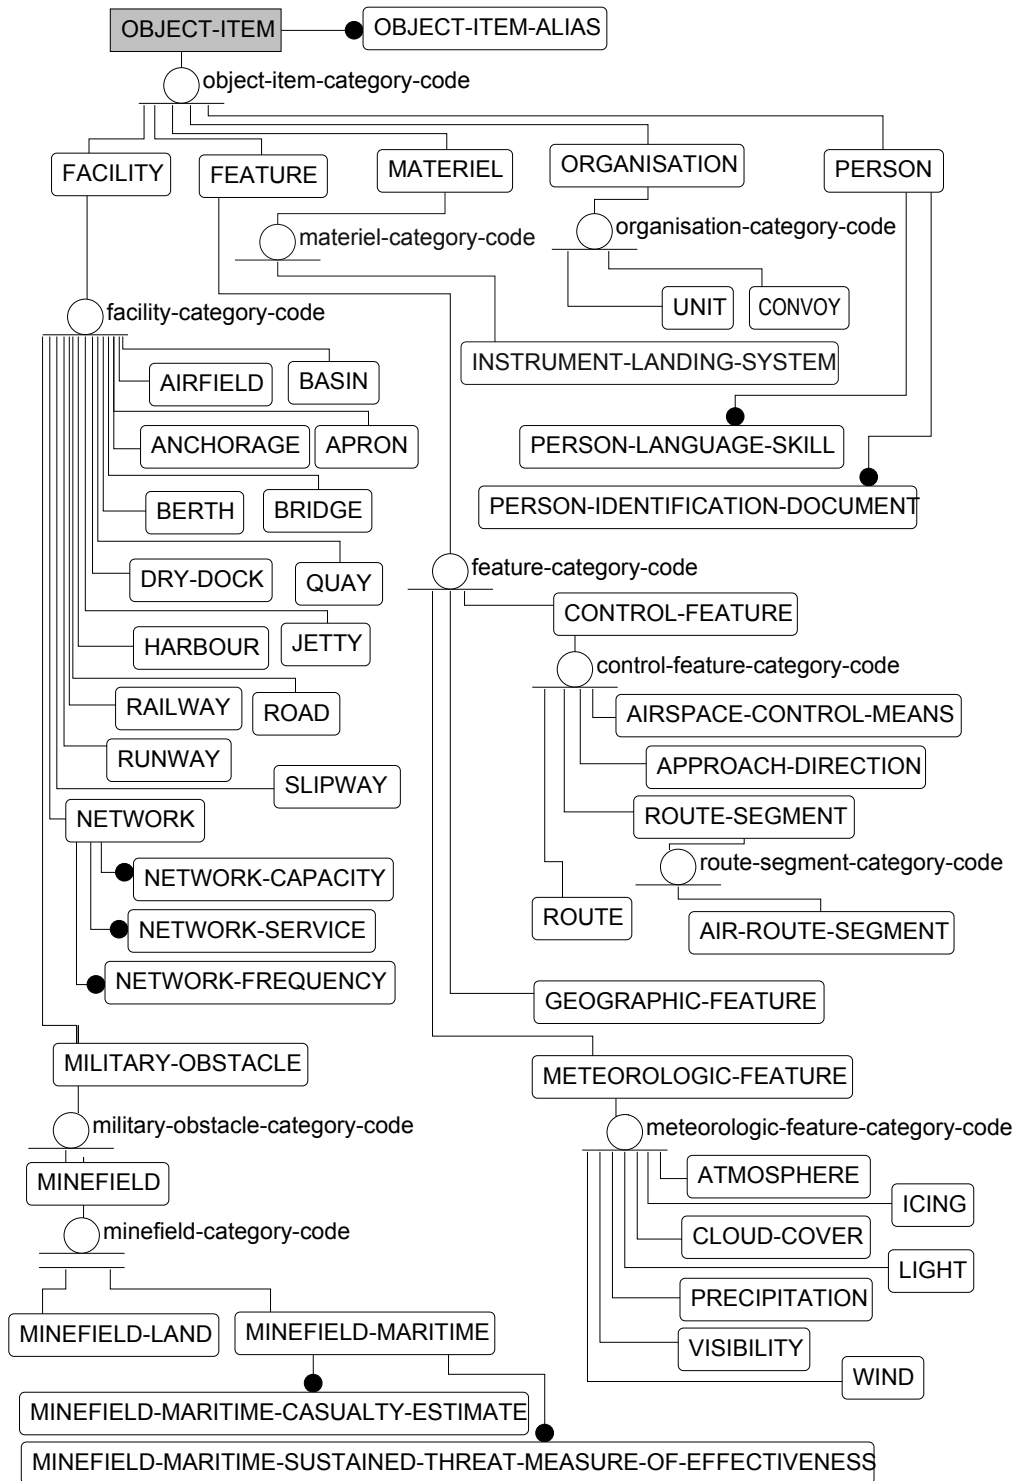 OBJECT-ITEM
OBJECT-ITEM-ALIAS
object-item-category-code
FACILITY
FEATURE
MATERIEL
ORGANISATION
PERSON
materiel-category-code
organisation-category-code
UNIT
CONVOY
facility-category-code
INSTRUMENT-LANDING-SYSTEM
AIRFIELD
BASIN
ANCHORAGE
APRON
PERSON-LANGUAGE-SKILL
BERTH
BRIDGE
PERSON-IDENTIFICATION-DOCUMENT
DRY-DOCK
QUAY
feature-category-code
CONTROL-FEATURE
HARBOUR
JETTY
control-feature-category-code
RAILWAY
ROAD
AIRSPACE-CONTROL-MEANS
RUNWAY
APPROACH-DIRECTION
SLIPWAY
NETWORK
ROUTE-SEGMENT
route-segment-category-code
NETWORK-CAPACITY
ROUTE
NETWORK-SERVICE
AIR-ROUTE-SEGMENT
NETWORK-FREQUENCY
GEOGRAPHIC-FEATURE
MILITARY-OBSTACLE
METEOROLOGIC-FEATURE
military-obstacle-category-code
meteorologic-feature-category-code
MINEFIELD
ATMOSPHERE
ICING
minefield-category-code
CLOUD-COVER
LIGHT
PRECIPITATION
MINEFIELD-LAND
MINEFIELD-MARITIME
VISIBILITY
WIND
MINEFIELD-MARITIME-CASUALTY-ESTIMATE
MINEFIELD-MARITIME-SUSTAINED-THREAT-MEASURE-OF-EFFECTIVENESS